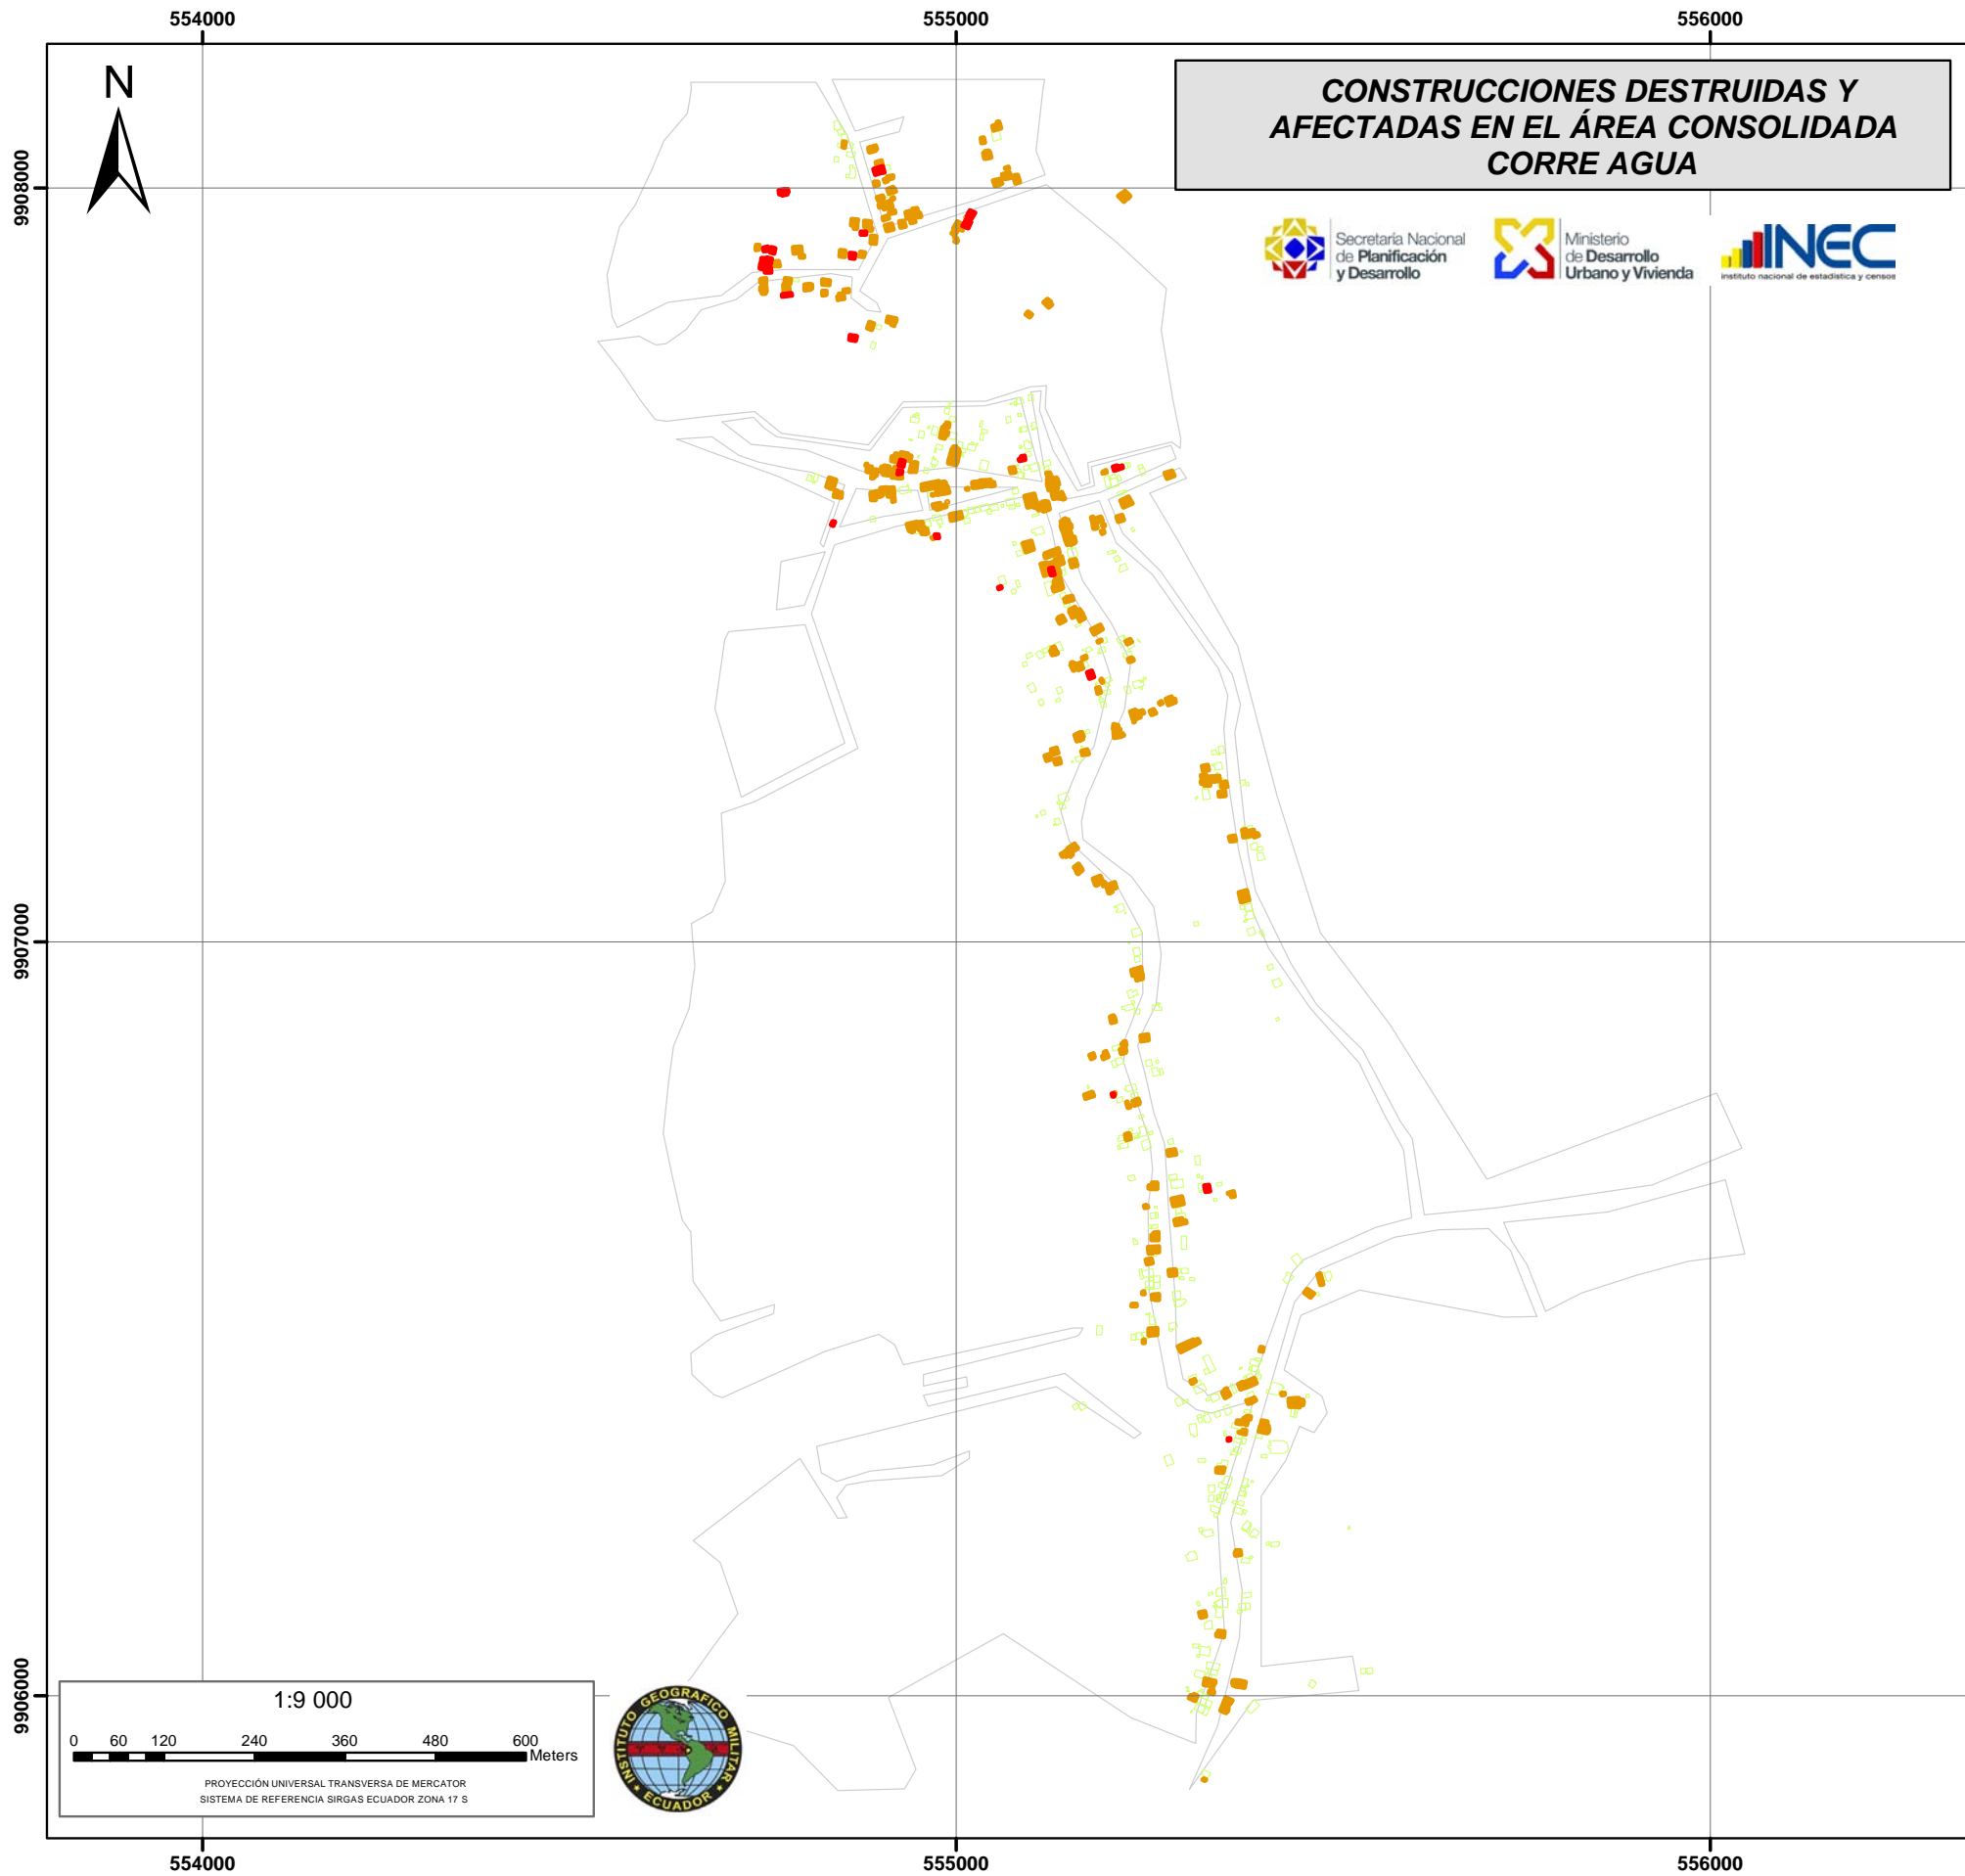 554000
555000
556000
N
CONSTRUCCIONES DESTRUIDAS Y
AFECTADAS EN EL ÁREA CONSOLIDADA
CORRE AGUA
Secretaría Nacional
de Planificación
y Desarrollo
Ministerio
de Desarrollo
Urbano y Vivienda
INEC
instituto nacional de estadística y censos
9908000
9907000
9906000
1:9 000
0 60 120 240 360 480 600
Meters
PROYECCIÓN UNIVERSAL TRANSVERSA DE MERCATOR
SISTEMA DE REFERENCIA SIRGAS ECUADOR ZONA 17 S
INSTITUTO GEOGRAFICO MILITAR
ECUADOR
554000
555000
556000